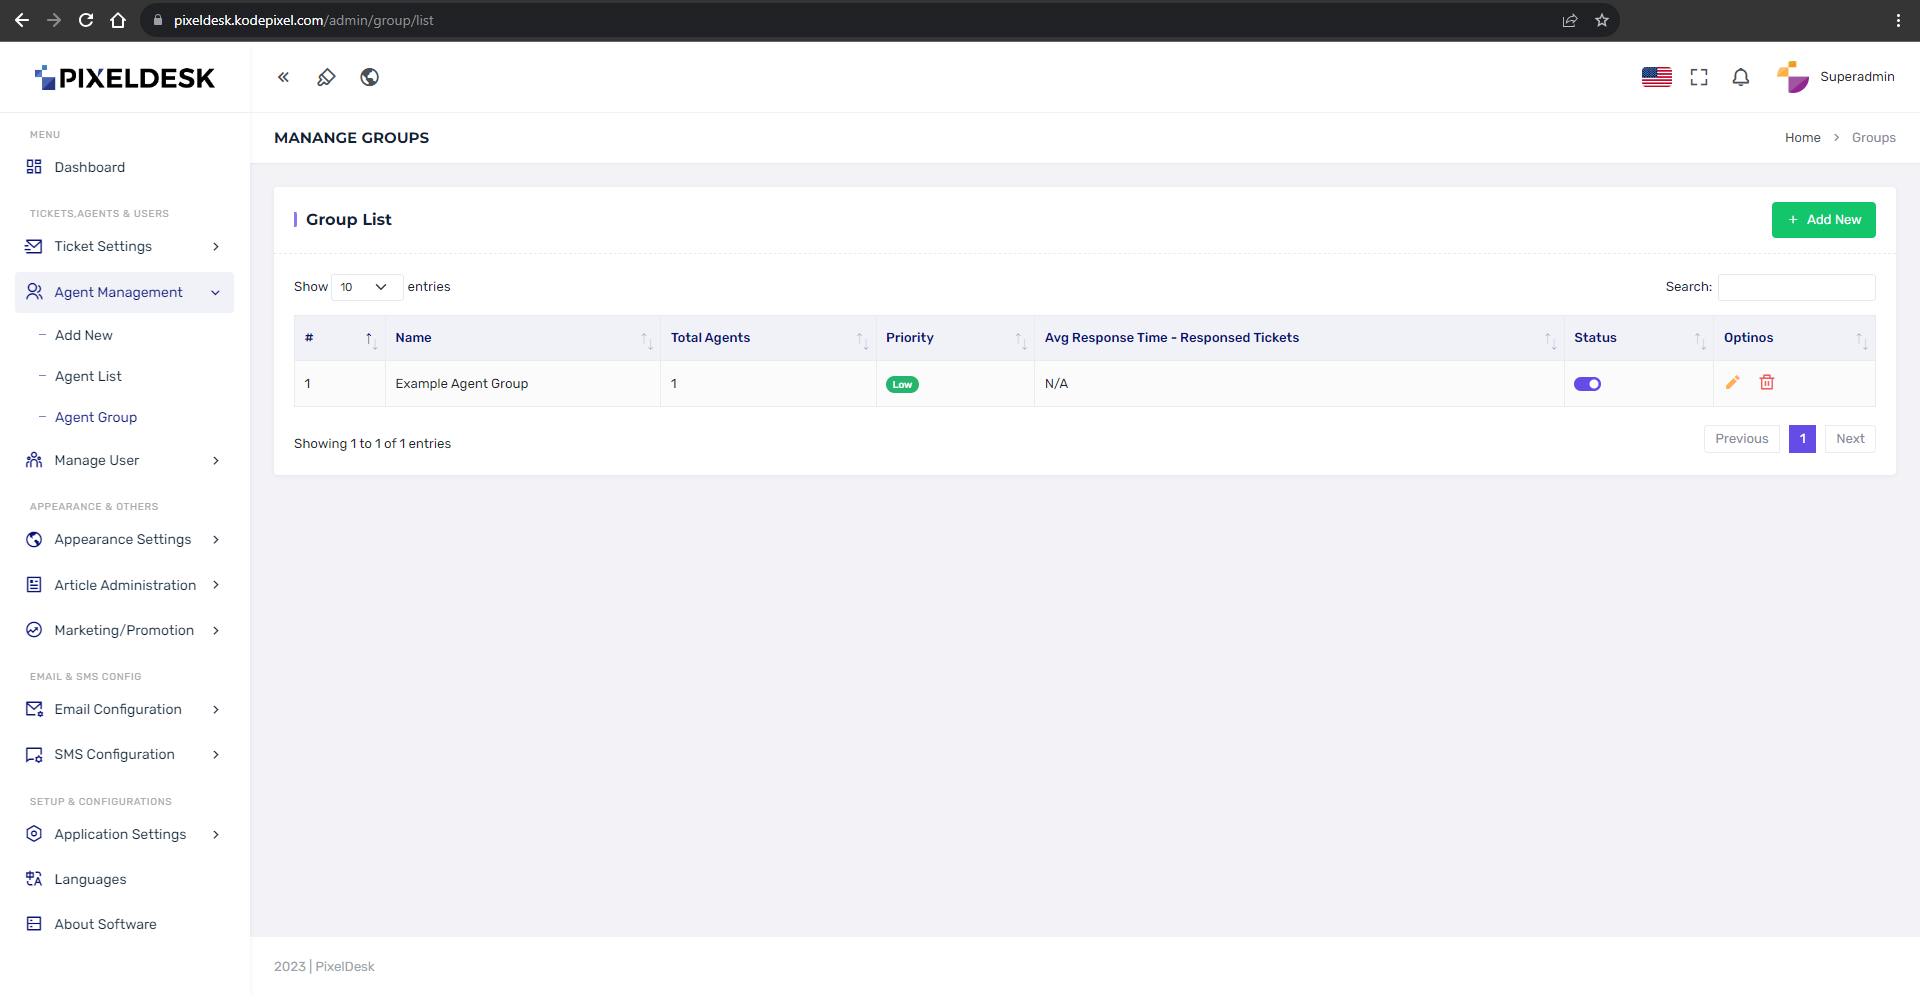 pixeldesk.kodepixel.com/admin/group/list
PIXELDESK
Superadmin
MENU
Dashboard
TICKETS,AGENTS & USERS
Ticket Settings
Agent Management
Add New
Agent List
Agent Group
Manage User
APPEARANCE & OTHERS
Appearance Settings
Article Administration
Marketing/Promotion
EMAIL & SMS CONFIG
Email Configuration
SMS Configuration
SETUP & CONFIGURATIONS
Application Settings
Languages
About Software
MANANGE GROUPS
Home > Groups
Group List
+ Add New
Show 10 entries
Search:
# Name Total Agents Priority Avg Response Time - Responsed Tickets Status Optinos
1 Example Agent Group 1 Low N/A
Showing 1 to 1 of 1 entries
Previous 1 Next
2023 | PixelDesk